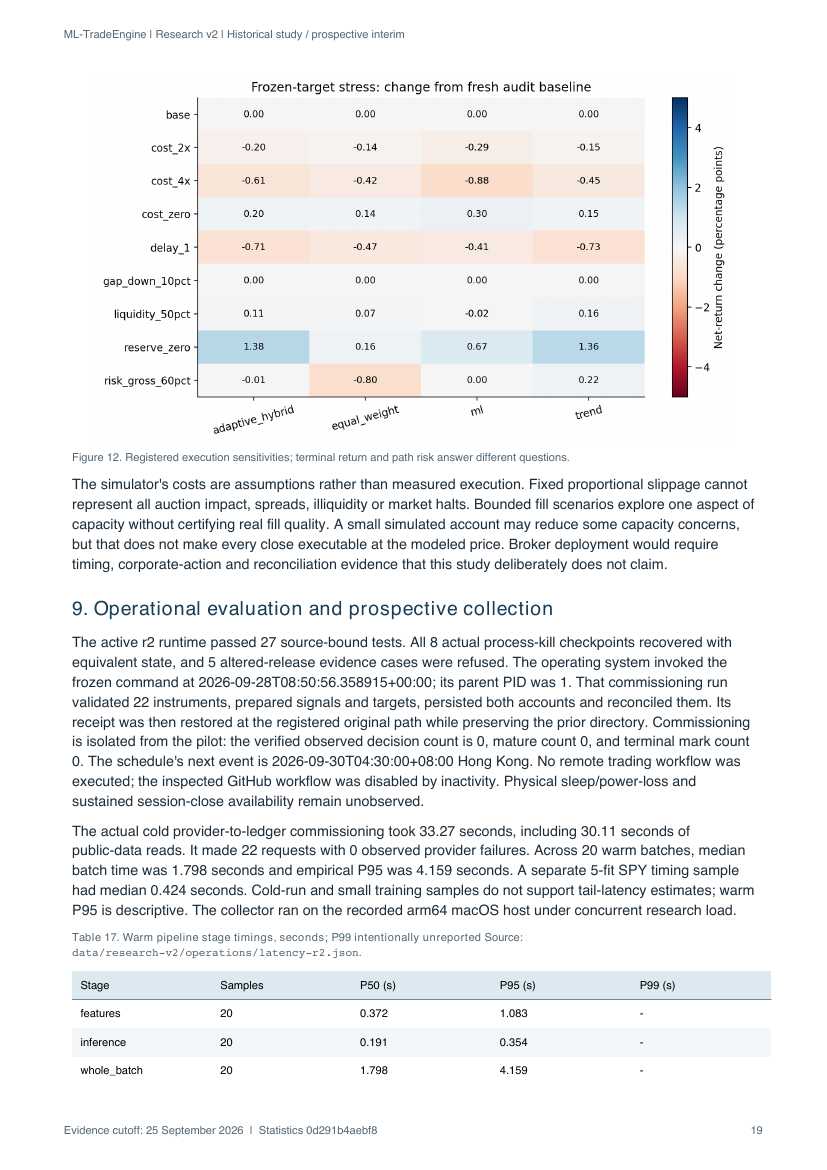 ML-TradeEngine | Research v2 | Historical study / prospective interim
Frozen-target stress: change from fresh audit baseline
base 0.00 0.00 0.00 0.00
cost_2x -0.20 -0.14 -0.29 -0.15
cost_4x -0.61 -0.42 -0.88 -0.45
cost_zero 0.20 0.14 0.30 0.15
delay_1 -0.71 -0.47 -0.41 -0.73
gap_down_10pct 0.00 0.00 0.00 0.00
liquidity_50pct 0.11 0.07 -0.02 0.16
reserve_zero 1.38 0.16 0.67 1.36
risk_gross_60pct -0.01 -0.80 0.00 0.22
adaptive_hybrid equal_weight ml trend
4
2
0
−2
−4
Net-return change (percentage points)
Figure 12. Registered execution sensitivities; terminal return and path risk answer different questions.
The simulator's costs are assumptions rather than measured execution. Fixed proportional slippage cannot
represent all auction impact, spreads, illiquidity or market halts. Bounded fill scenarios explore one aspect of
capacity without certifying real fill quality. A small simulated account may reduce some capacity concerns,
but that does not make every close executable at the modeled price. Broker deployment would require
timing, corporate-action and reconciliation evidence that this study deliberately does not claim.
9. Operational evaluation and prospective collection
The active r2 runtime passed 27 source-bound tests. All 8 actual process-kill checkpoints recovered with
equivalent state, and 5 altered-release evidence cases were refused. The operating system invoked the
frozen command at 2026-09-28T08:50:56.358915+00:00; its parent PID was 1. That commissioning run
validated 22 instruments, prepared signals and targets, persisted both accounts and reconciled them. Its
receipt was then restored at the registered original path while preserving the prior directory. Commissioning
is isolated from the pilot: the verified observed decision count is 0, mature count 0, and terminal mark count
0. The schedule's next event is 2026-09-30T04:30:00+08:00 Hong Kong. No remote trading workflow was
executed; the inspected GitHub workflow was disabled by inactivity. Physical sleep/power-loss and
sustained session-close availability remain unobserved.
The actual cold provider-to-ledger commissioning took 33.27 seconds, including 30.11 seconds of
public-data reads. It made 22 requests with 0 observed provider failures. Across 20 warm batches, median
batch time was 1.798 seconds and empirical P95 was 4.159 seconds. A separate 5-fit SPY timing sample
had median 0.424 seconds. Cold-run and small training samples do not support tail-latency estimates; warm
P95 is descriptive. The collector ran on the recorded arm64 macOS host under concurrent research load.
Table 17. Warm pipeline stage timings, seconds; P99 intentionally unreported Source:
data/research-v2/operations/latency-r2.json.
Stage Samples P50 (s) P95 (s) P99 (s)
features 20 0.372 1.083 -
inference 20 0.191 0.354 -
whole_batch 20 1.798 4.159 -
Evidence cutoff: 25 September 2026 | Statistics 0d291b4aebf8 19